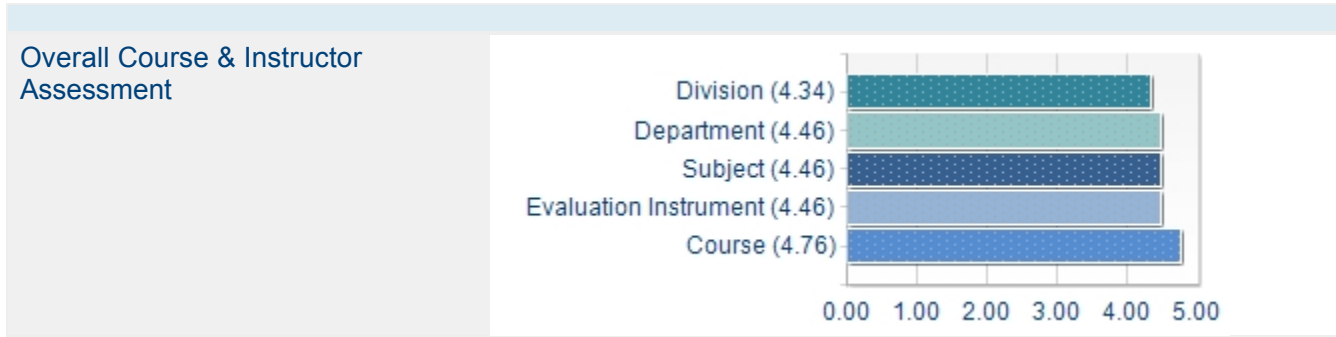 Overall Course & Instructor
Assessment
Division (4.34)
Department (4.46)
Subject (4.46)
Evaluation Instrument (4.46)
Course (4.76)
0.00 1.00 2.00 3.00 4.00 5.00